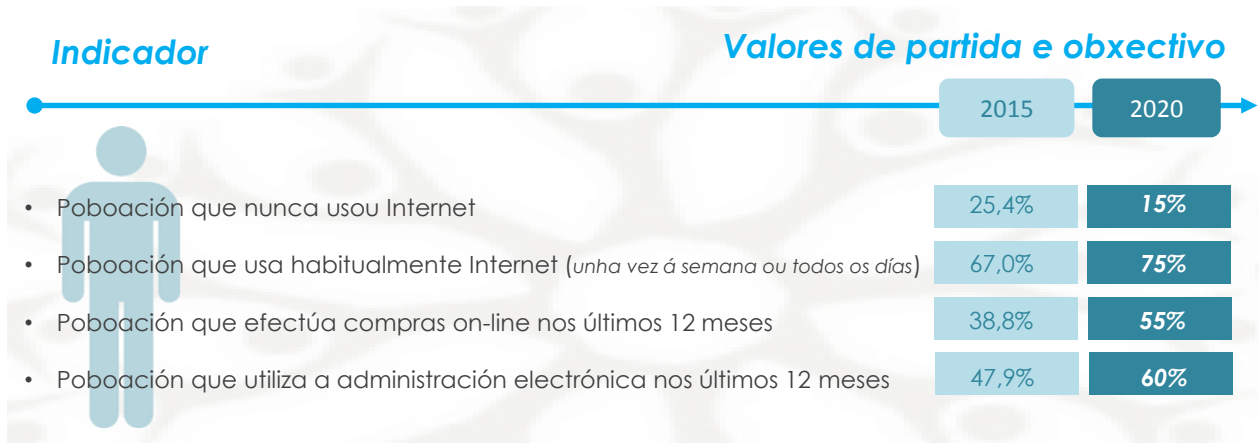 Indicador
Valores de partida e obxectivo
2015
2020
• Poboación que nunca usou Internet 25,4% 15%
• Poboación que usa habitualmente Internet (unha vez á semana ou todos os días) 67,0% 75%
• Poboación que efectúa compras on-line nos últimos 12 meses 38,8% 55%
• Poboación que utiliza a administración electrónica nos últimos 12 meses 47,9% 60%